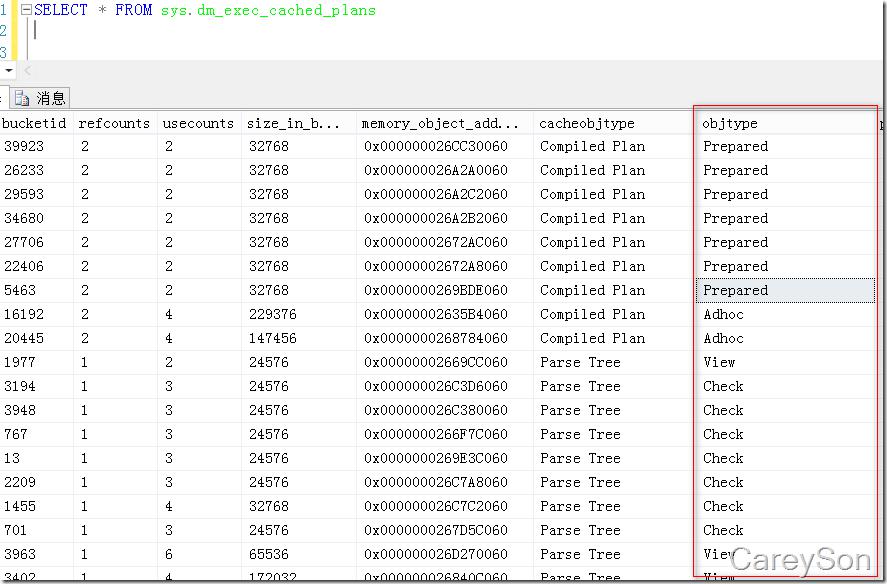 1 SELECT * FROM sys.dm_exec_cached_plans
2
3
消息
bucketid refcounts usecounts size_in_b... memory_object_add... cacheobjtype objtype p
39923 2 2 32768 0x000000026CC30060 Compiled Plan Prepared
26233 2 2 32768 0x000000026A2A0060 Compiled Plan Prepared
29593 2 2 32768 0x000000026A2C2060 Compiled Plan Prepared
34680 2 2 32768 0x000000026A2B2060 Compiled Plan Prepared
27706 2 2 32768 0x00000002672AC060 Compiled Plan Prepared
22406 2 2 32768 0x00000002672A8060 Compiled Plan Prepared
5463 2 2 32768 0x0000000269BDE060 Compiled Plan Prepared
16192 2 4 229376 0x00000002635B4060 Compiled Plan Adhoc
20445 2 4 147456 0x0000000268784060 Compiled Plan Adhoc
1977 1 2 24576 0x00000002669CC060 Parse Tree View
3194 1 3 24576 0x000000026C3D6060 Parse Tree Check
3948 1 3 24576 0x000000026C380060 Parse Tree Check
767 1 3 24576 0x0000000266F7C060 Parse Tree Check
13 1 3 24576 0x0000000269E3C060 Parse Tree Check
2209 1 3 24576 0x000000026C7A8060 Parse Tree Check
1455 1 4 32768 0x000000026C7C2060 Parse Tree Check
701 1 3 24576 0x0000000267D5C060 Parse Tree Check
3963 1 6 65536 0x000000026D270060 Parse Tree View
3402 1 4 172032 0x000000026840C060 Parse Tree View
CareySon